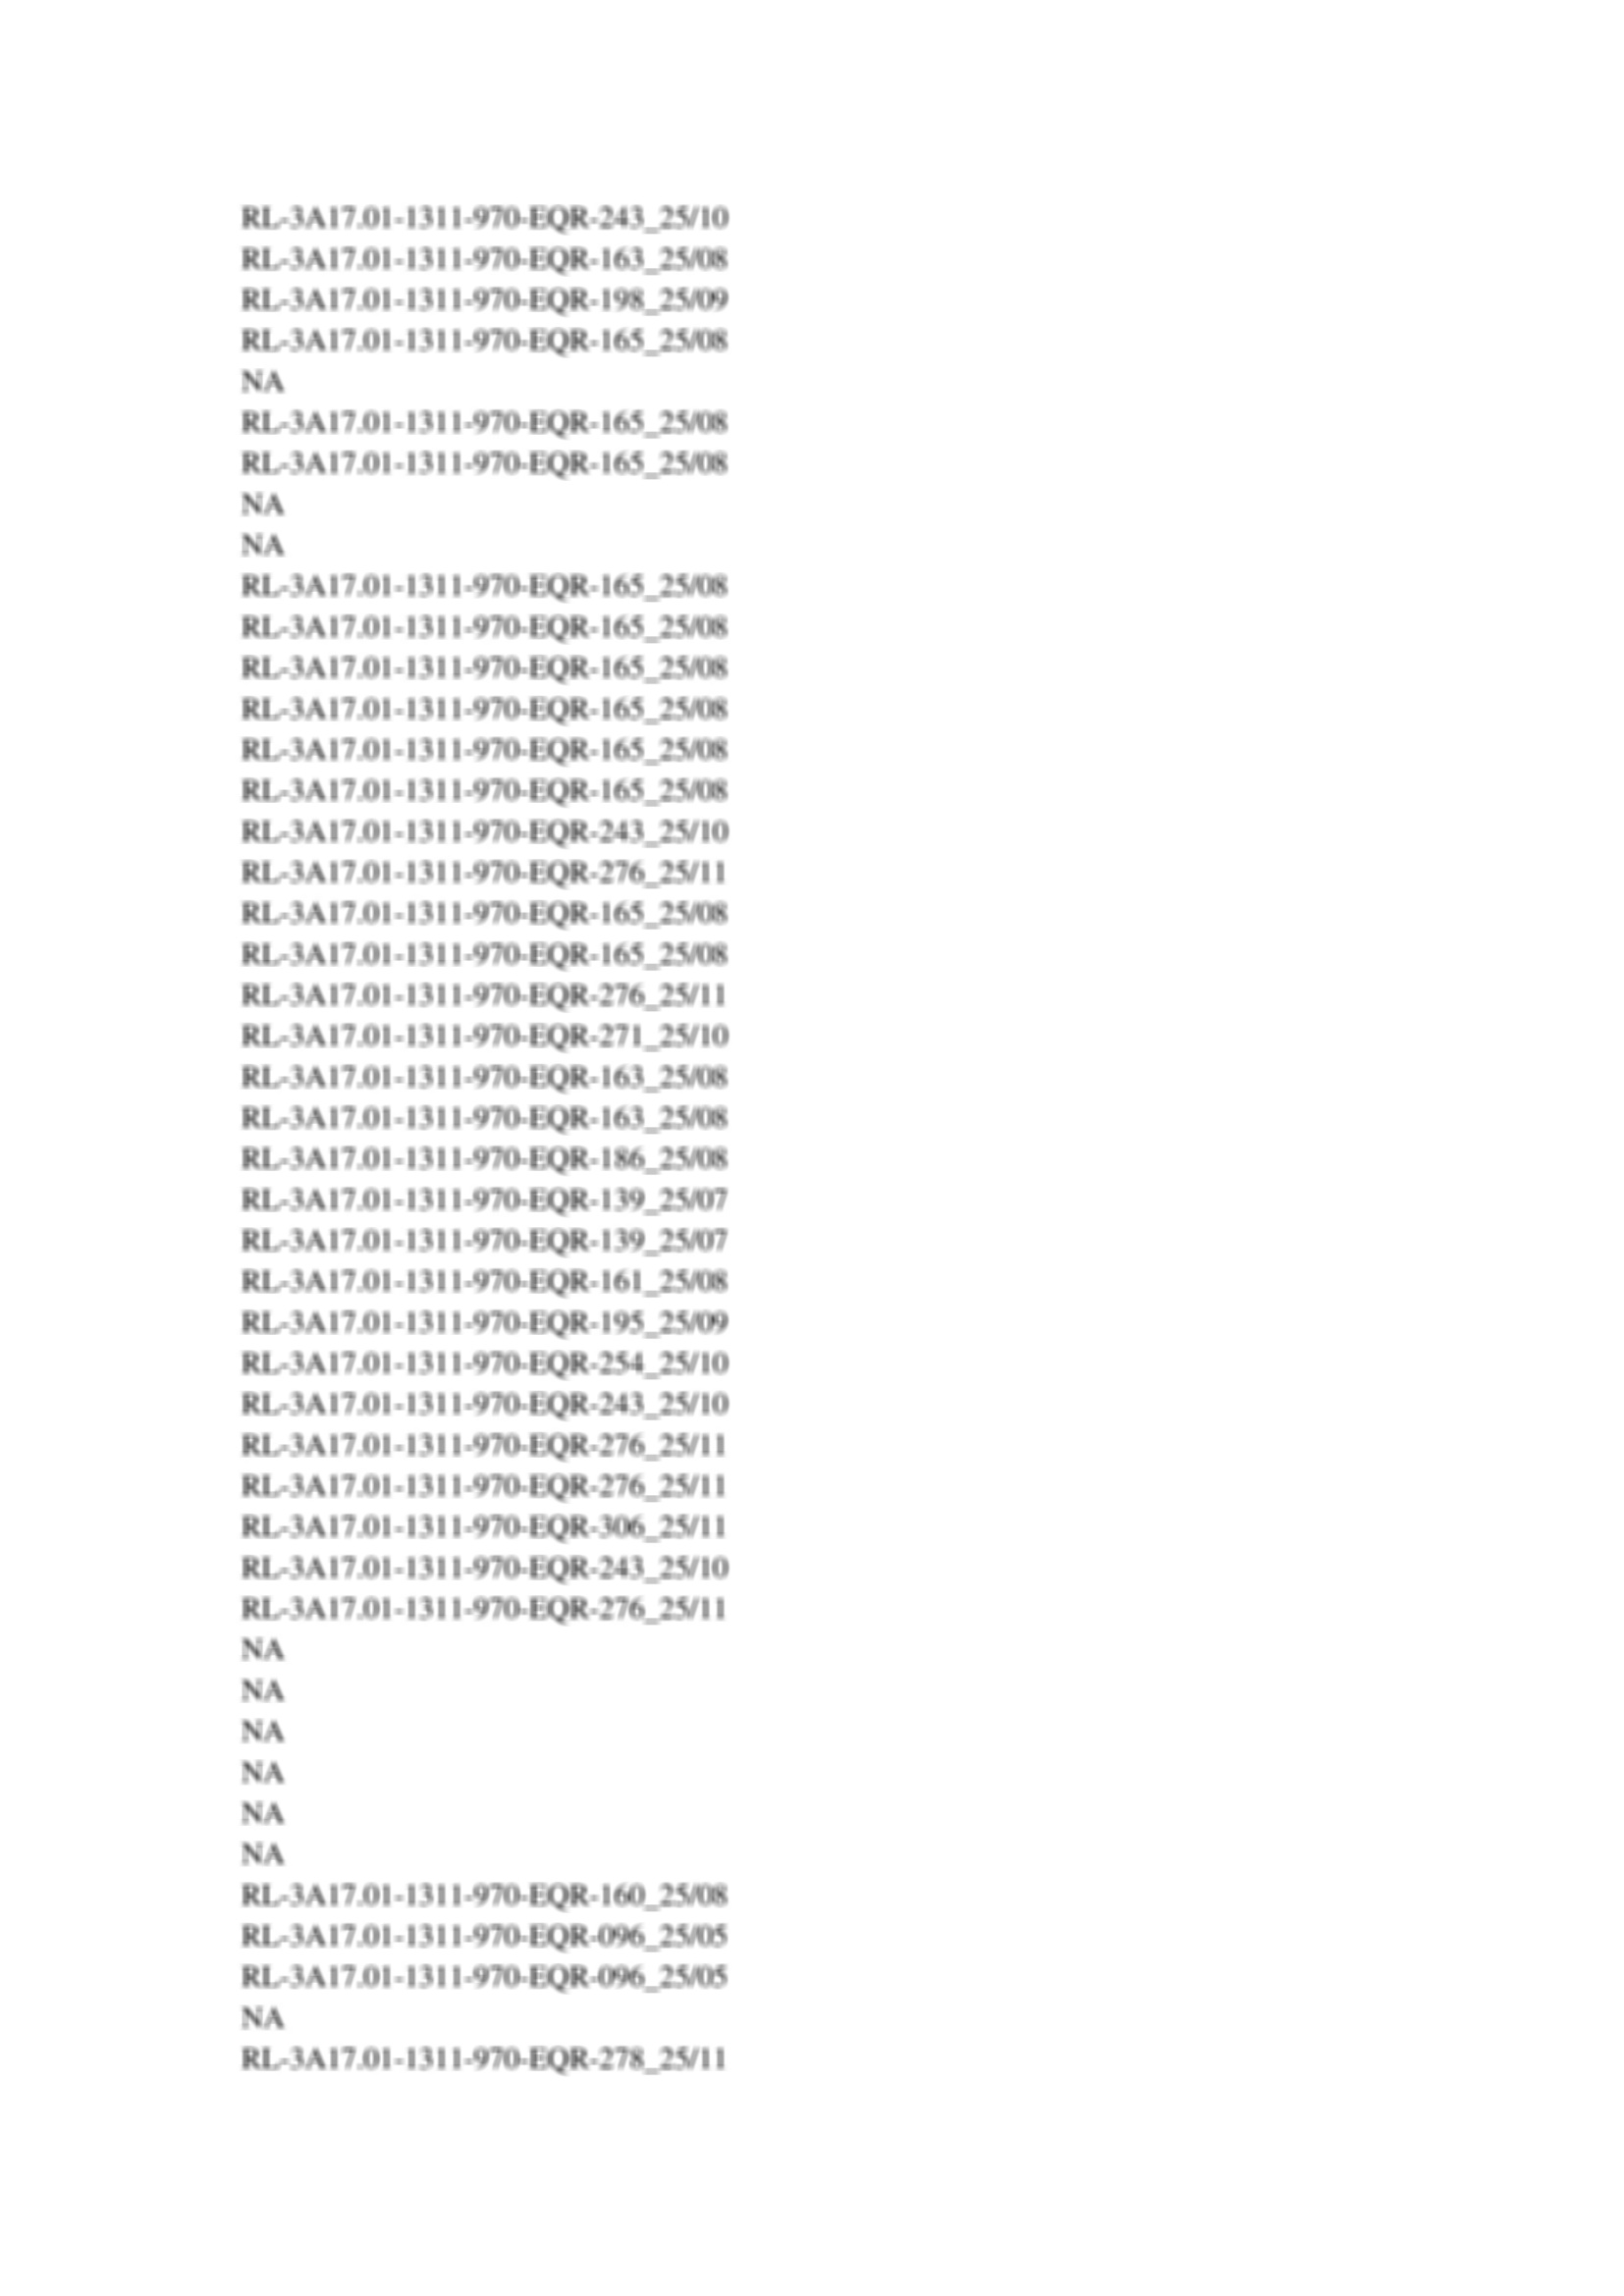 RL-3A17.01-1311-970-EQR-243_25/10
RL-3A17.01-1311-970-EQR-163_25/08
RL-3A17.01-1311-970-EQR-198_25/09
RL-3A17.01-1311-970-EQR-165_25/08
NA
RL-3A17.01-1311-970-EQR-165_25/08
RL-3A17.01-1311-970-EQR-165_25/08
NA
NA
RL-3A17.01-1311-970-EQR-165_25/08
RL-3A17.01-1311-970-EQR-165_25/08
RL-3A17.01-1311-970-EQR-165_25/08
RL-3A17.01-1311-970-EQR-165_25/08
RL-3A17.01-1311-970-EQR-165_25/08
RL-3A17.01-1311-970-EQR-165_25/08
RL-3A17.01-1311-970-EQR-243_25/10
RL-3A17.01-1311-970-EQR-276_25/11
RL-3A17.01-1311-970-EQR-165_25/08
RL-3A17.01-1311-970-EQR-165_25/08
RL-3A17.01-1311-970-EQR-276_25/11
RL-3A17.01-1311-970-EQR-271_25/10
RL-3A17.01-1311-970-EQR-163_25/08
RL-3A17.01-1311-970-EQR-163_25/08
RL-3A17.01-1311-970-EQR-186_25/08
RL-3A17.01-1311-970-EQR-139_25/07
RL-3A17.01-1311-970-EQR-139_25/07
RL-3A17.01-1311-970-EQR-161_25/08
RL-3A17.01-1311-970-EQR-195_25/09
RL-3A17.01-1311-970-EQR-254_25/10
RL-3A17.01-1311-970-EQR-243_25/10
RL-3A17.01-1311-970-EQR-276_25/11
RL-3A17.01-1311-970-EQR-276_25/11
RL-3A17.01-1311-970-EQR-306_25/11
RL-3A17.01-1311-970-EQR-243_25/10
RL-3A17.01-1311-970-EQR-276_25/11
NA
NA
NA
NA
NA
NA
RL-3A17.01-1311-970-EQR-160_25/08
RL-3A17.01-1311-970-EQR-096_25/05
RL-3A17.01-1311-970-EQR-096_25/05
NA
RL-3A17.01-1311-970-EQR-278_25/11